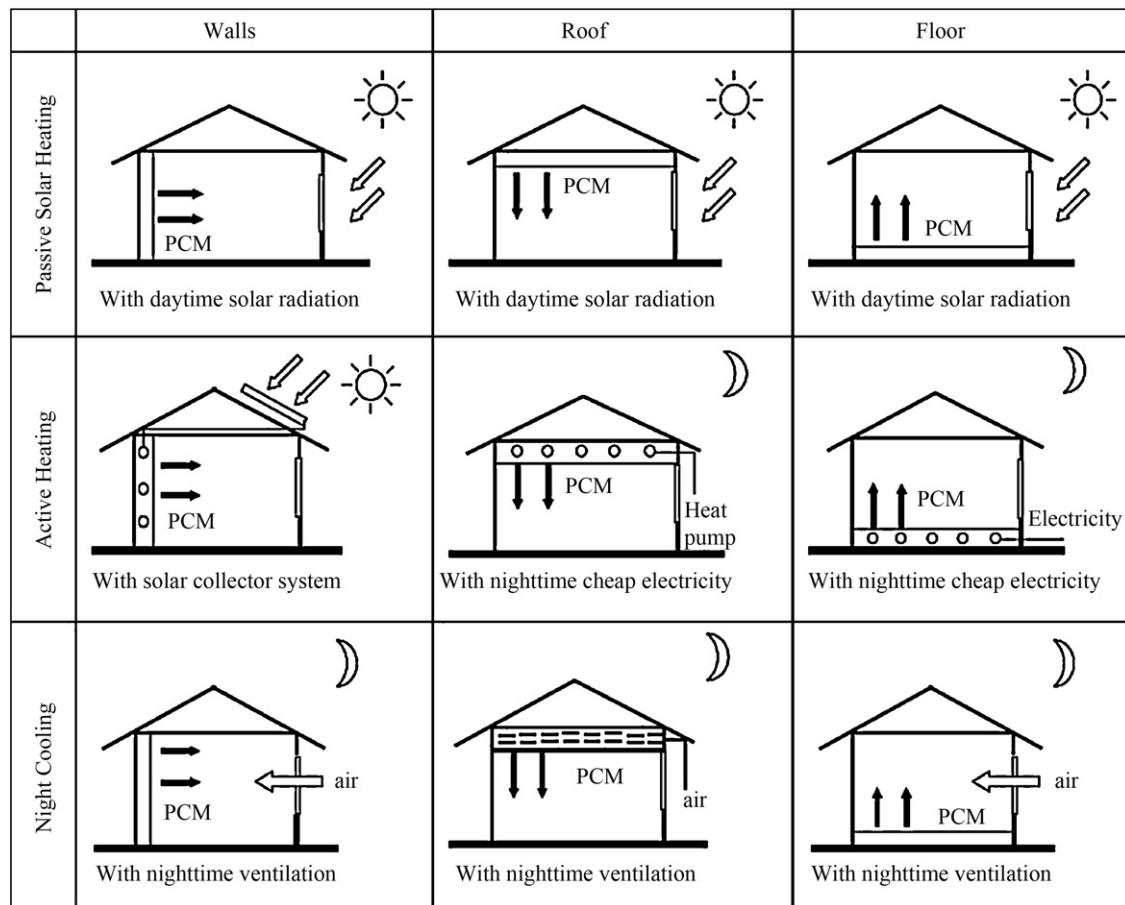 Walls
Roof
Floor
Passive Solar Heating
PCM
With daytime solar radiation
PCM
With daytime solar radiation
PCM
With daytime solar radiation
Active Heating
PCM
With solar collector system
PCM
Heat
pump
With nighttime cheap electricity
PCM
Electricity
With nighttime cheap electricity
Night Cooling
air
PCM
With nighttime ventilation
PCM
air
With nighttime ventilation
air
PCM
With nighttime ventilation